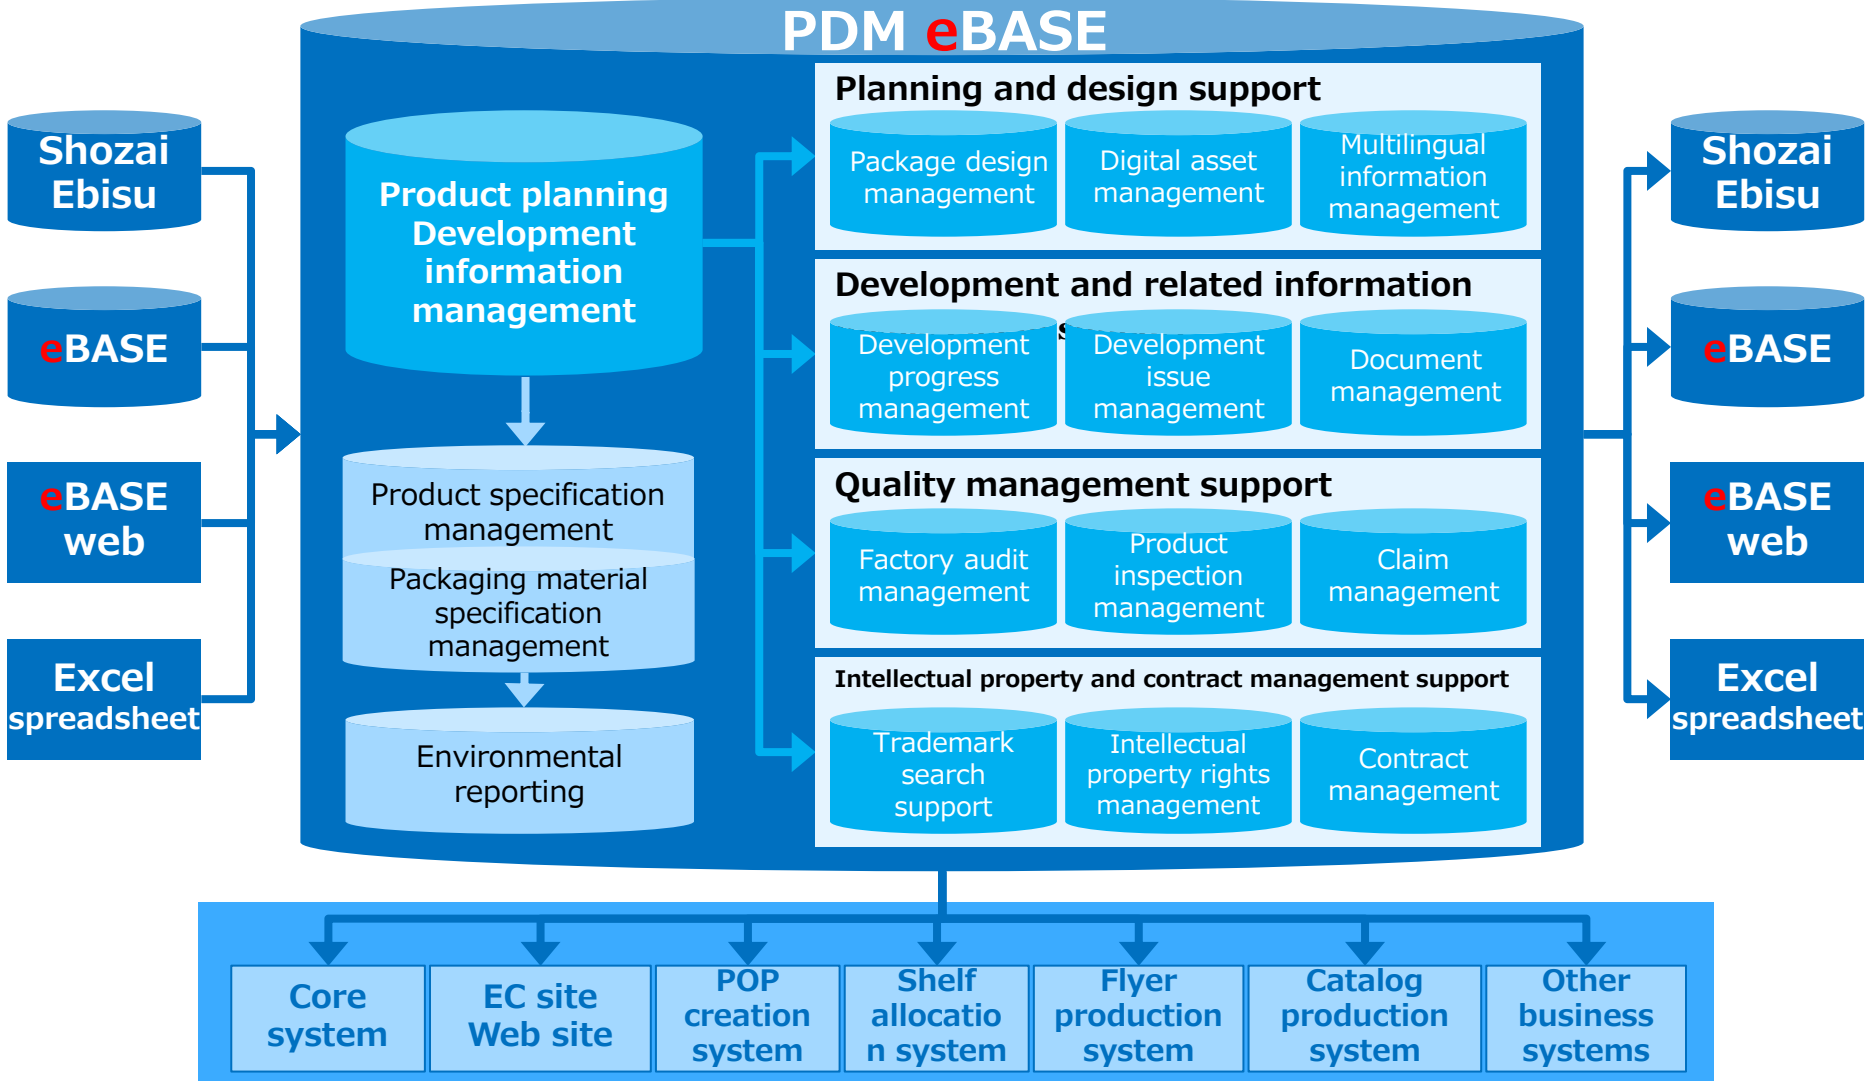 PDM eBASE
Shozai
Ebisu
eBASE
eBASE
web
Excel
spreadsheet
Product planning
Development
information
management
Product specification
management
Packaging material
specification
management
Environmental
reporting
Planning and design support
Package design
management
Digital asset
management
Multilingual
information
management
Development and related information
Development
progress
management
Development
issue
management
Document
management
Quality management support
Factory audit
management
Product
inspection
management
Claim
management
Intellectual property and contract management support
Trademark
search
support
Intellectual
property rights
management
Contract
management
Shozai
Ebisu
eBASE
eBASE
web
Excel
spreadsheet
Core
system
EC site
Web site
POP
creation
system
Shelf
allocatio
n system
Flyer
production
system
Catalog
production
system
Other
business
systems